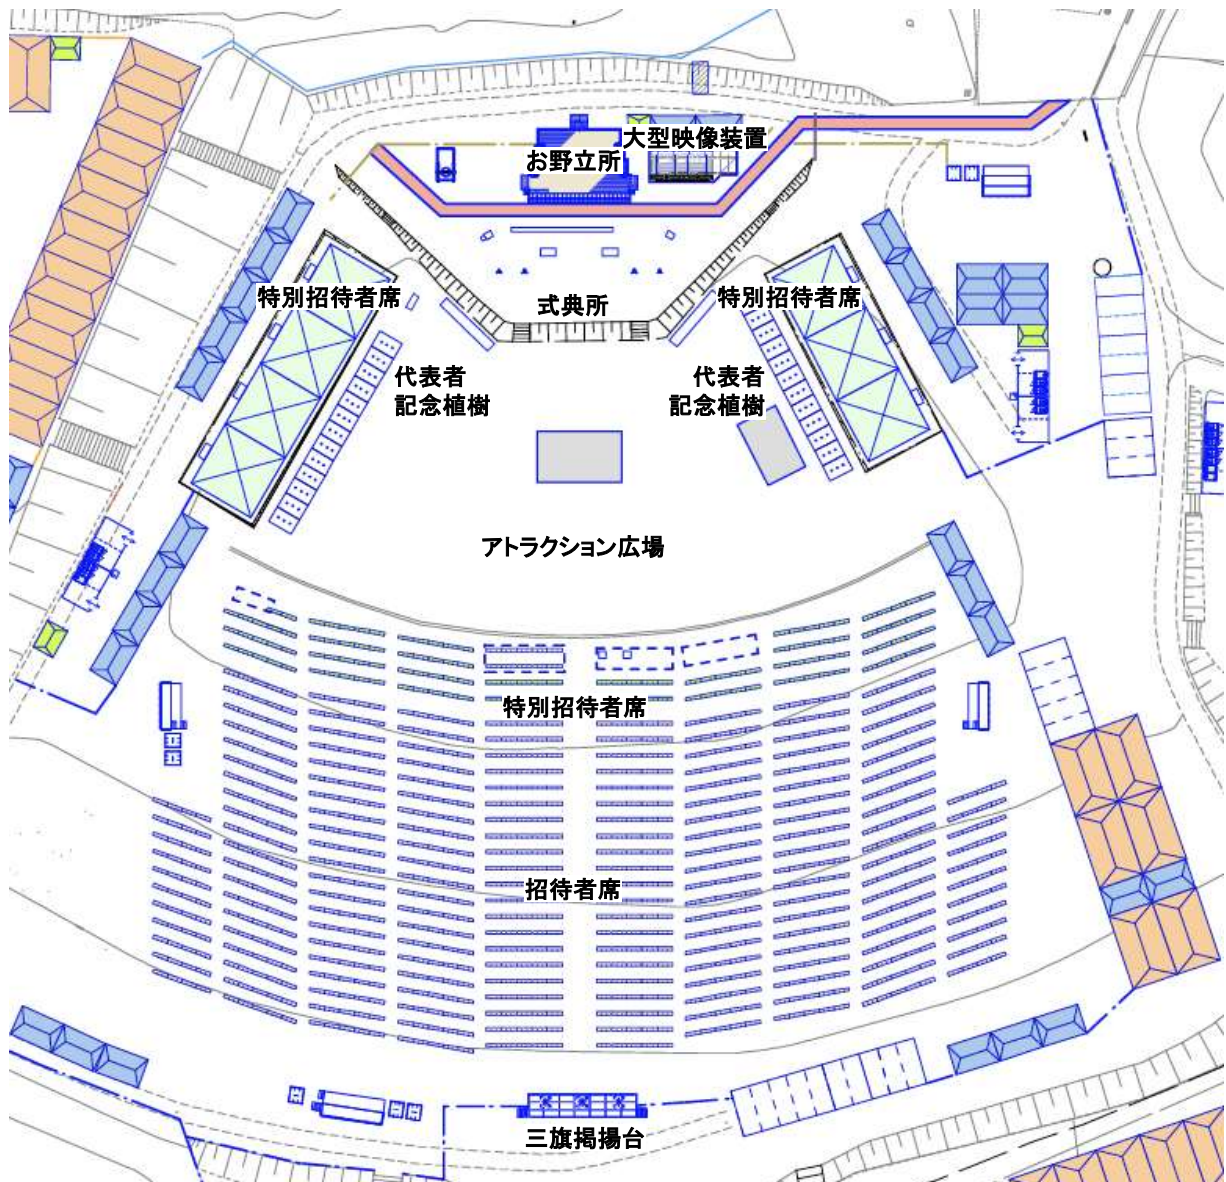 大型映像装置
お野立所
特別招待者席
式典所
特別招待者席
代表者
記念植樹
代表者
記念植樹
アトラクション広場
特別招待者席
招待者席
三旗掲揚台